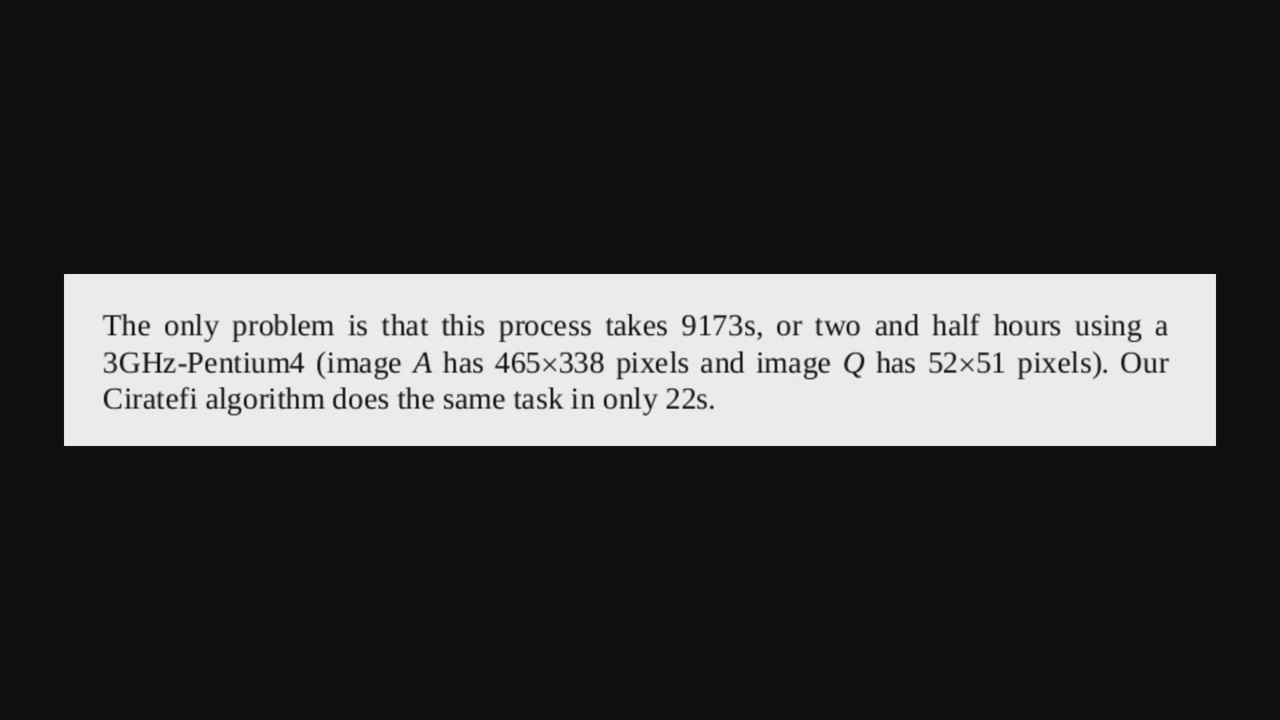 The only problem is that this process takes 9173s, or two and half hours using a
3GHz-Pentium4 (image A has 465×338 pixels and image Q has 52×51 pixels). Our
Ciratefi algorithm does the same task in only 22s.